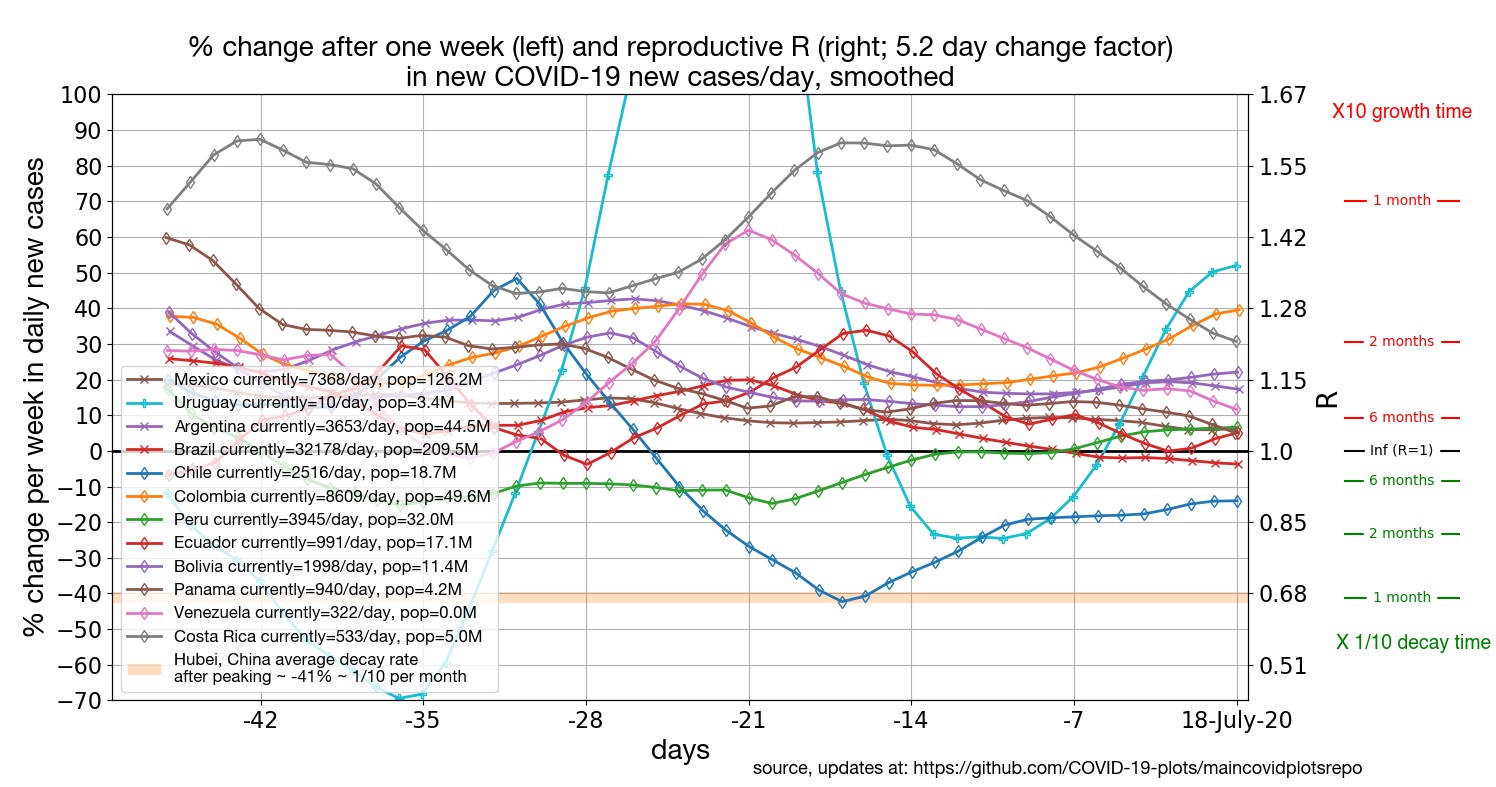 % change after one week (left) and reproductive R (right; 5.2 day change factor)
in new COVID-19 new cases/day, smoothed
% change per week in daily new cases
100
90
80
70
60
50
40
30
20
10
0
−10
−20
−30
−40
−50
−60
−70
Mexico currently=7368/day, pop=126.2M
Uruguay currently=10/day, pop=3.4M
Argentina currently=3653/day, pop=44.5M
Brazil currently=32178/day, pop=209.5M
Chile currently=2516/day, pop=18.7M
Colombia currently=8609/day, pop=49.6M
Peru currently=3945/day, pop=32.0M
Ecuador currently=991/day, pop=17.1M
Bolivia currently=1998/day, pop=11.4M
Panama currently=940/day, pop=4.2M
Venezuela currently=322/day, pop=0.0M
Costa Rica currently=533/day, pop=5.0M
Hubei, China average decay rate
after peaking ~ -41% ~ 1/10 per month
-42
-35
-28
-21
-14
-7
18-July-20
days
1.67
1.55
1.42
1.28
1.15
1.0
0.85
0.68
0.51
R
X10 growth time
1 month
2 months
6 months
Inf (R=1)
6 months
2 months
1 month
X 1/10 decay time
source, updates at: https://github.com/COVID-19-plots/maincovidplotsrepo